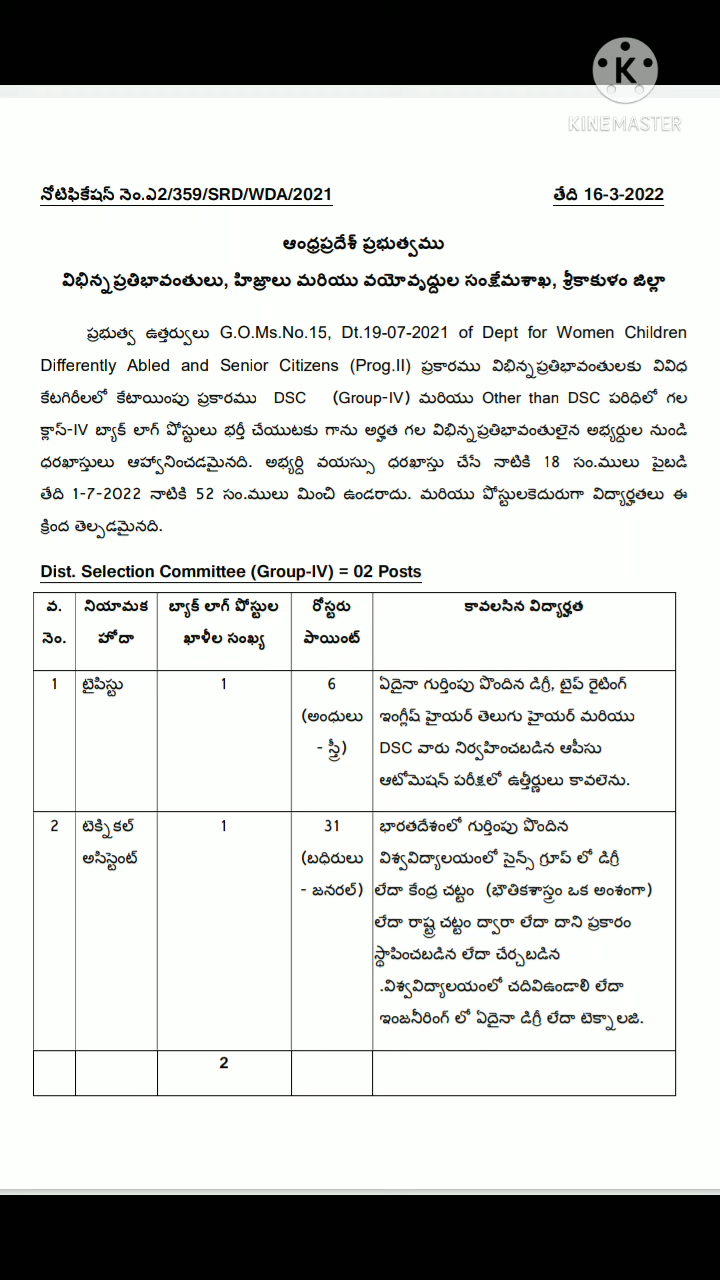 K
KINEMASTER
నోటిఫికేషన్ నెం.ఎ2/359/SRD/WDA/2021 తేది 16-3-2022
ఆంధ్రప్రదేశ్ ప్రభుత్వము
విభిన్నప్రతిభావంతులు, హిజ్రాలు మరియు వయోవృద్ధుల సంక్షేమశాఖ, శ్రీకాకుళం జిల్లా
ప్రభుత్వ ఉత్తర్వులు G.O.Ms.No.15, Dt.19-07-2021 of Dept for Women Children
Differently Abled and Senior Citizens (Prog.II) ప్రకారము విభిన్నప్రతిభావంతులకు వివిధ
కేటగిరీలలో కేటాయింపు ప్రకారము DSC (Group-IV) మరియు Other than DSC పరిధిలో గల
క్లాస్-IV బ్యాక్ లాగ్ పోస్టులు భర్తీ చేయుటకు గాను అర్హత గల విభిన్నప్రతిభావంతులైన అభ్యర్దుల నుండి
ధరఖాస్తులు ఆహ్వానించడమైనది. అభ్యర్ది వయస్సు ధరఖాస్తు చేసే నాటికి 18 సం.ములు పైబడి
తేది 1-7-2022 నాటికి 52 సం.ములు మించి ఉండరాదు. మరియు పోస్టులకెదురుగా విద్యార్హతలు ఈ
క్రింద తెల్పడమైనది.
Dist. Selection Committee (Group-IV) = 02 Posts
వ. నెం. నియామక హోదా బ్యాక్ లాగ్ పోస్టుల ఖాళీల సంఖ్య రోస్టరు పాయింట్ కావలసిన విద్యార్హత
1 టైపిస్టు 1 6 (అంధులు - స్త్రీ) ఏదైనా గుర్తింపు పొందిన డిగ్రీ, టైప్ రైటింగ్
ఇంగ్లీష్ హైయర్ తెలుగు హైయర్ మరియు
DSC వారు నిర్వహించబడిన ఆపీసు
ఆటోమెషన్ పరీక్షలో ఉత్తీర్ణులు కావలెను.
2 టెక్నికల్ అసిస్టెంట్ 1 31 (బధిరులు - జనరల్) భారతదేశంలో గుర్తింపు పొందిన
విశ్వవిద్యాలయంలో సైన్స్ గ్రూప్ లో డిగ్రీ
లేదా కేంద్ర చట్టం (భౌతికశాస్త్రం ఒక అంశంగా)
లేదా రాష్ట్ర చట్టం ద్వారా లేదా దాని ప్రకారం
స్థాపించబడిన లేదా చేర్చబడిన
.విశ్వవిద్యాలయంలో చదివిఉండాలి లేదా
ఇంజనీరింగ్ లో ఏదైనా డిగ్రీ లేదా టెక్నాలజి.
2